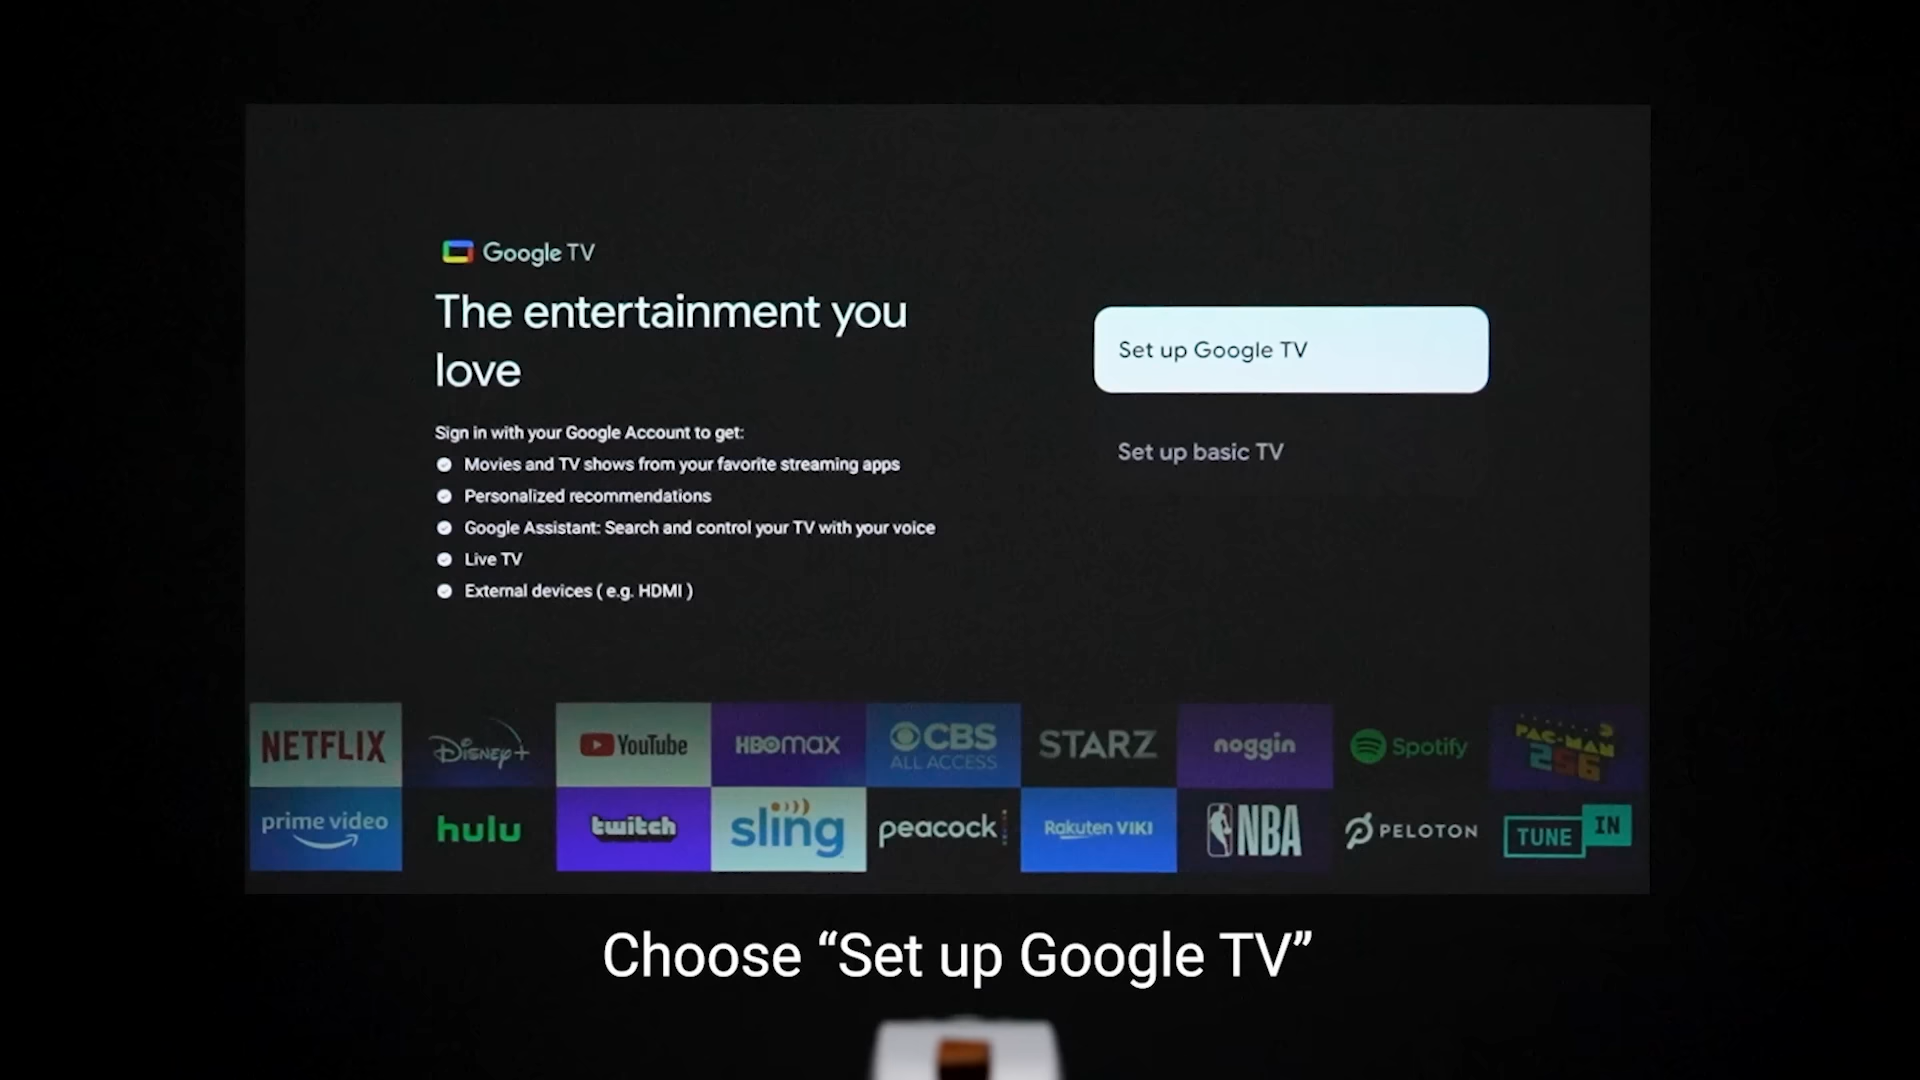 Google TV
The entertainment you
love
Sign in with your Google Account to get:
Movies and TV shows from your favorite streaming apps
Personalized recommendations
Google Assistant: Search and control your TV with your voice
Live TV
External devices ( e.g. HDMI )
Set up Google TV
Set up basic TV
NETFLIX
Disney+
YouTube
HBOMAX
CBS
ALL ACCESS
STARZ
noggin
Spotify
PAC-MAN
256
prime video
hulu
twitch
sling
peacock
Rakuten VIKI
NBA
PELOTON
TUNE IN
Choose “Set up Google TV”